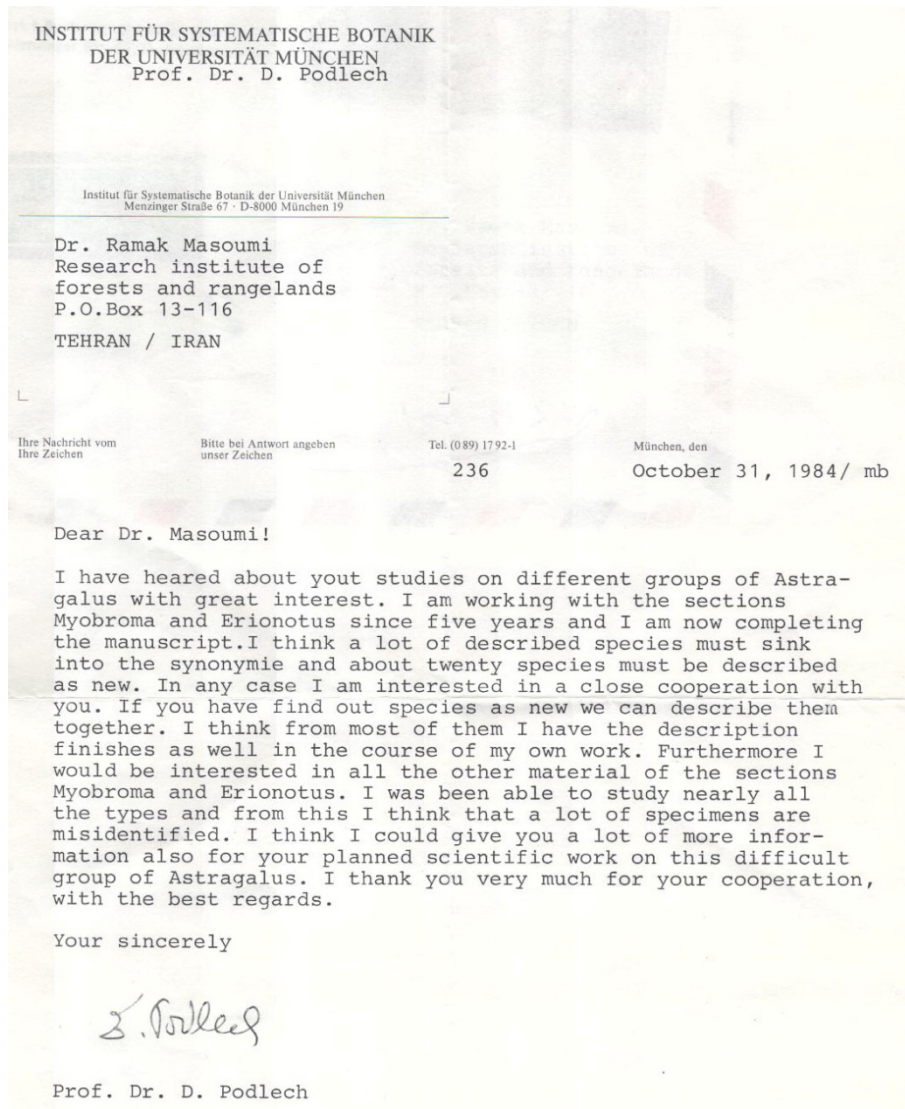 INSTITUT FÜR SYSTEMATISCHE BOTANIK
DER UNIVERSITÄT MÜNCHEN
Prof. Dr. D. Podlech
Institut für Systematische Botanik der Universität München
Menzinger Straße 67 · D-8000 München 19
Dr. Ramak Masoumi
Research institute of
forests and rangelands
P.O.Box 13-116
TEHRAN / IRAN
Ihre Nachricht vom
Ihre Zeichen
Bitte bei Antwort angeben
unser Zeichen
Tel. (0 89) 17 92-1
236
München, den
October 31, 1984/ mb
Dear Dr. Masoumi!
I have heared about yout studies on different groups of Astra-
galus with great interest. I am working with the sections
Myobroma and Erionotus since five years and I am now completing
the manuscript.I think a lot of described species must sink
into the synonymie and about twenty species must be described
as new. In any case I am interested in a close cooperation with
you. If you have find out species as new we can describe them
together. I think from most of them I have the description
finishes as well in the course of my own work. Furthermore I
would be interested in all the other material of the sections
Myobroma and Erionotus. I was been able to study nearly all
the types and from this I think that a lot of specimens are
misidentified. I think I could give you a lot of more infor-
mation also for your planned scientific work on this difficult
group of Astragalus. I thank you very much for your cooperation,
with the best regards.
Your sincerely
D. Podlech
Prof. Dr. D. Podlech